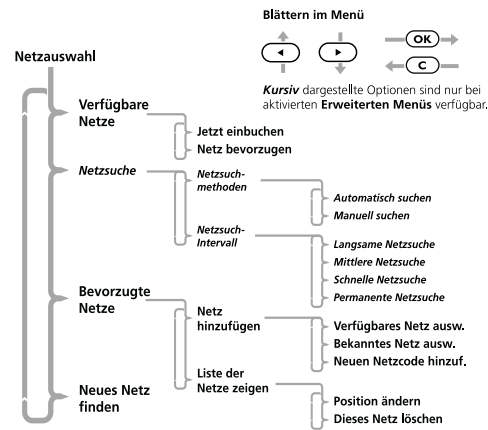 Blättern im Menü
OK
C
Kursiv dargestellte Optionen sind nur bei
aktivierten Erweiterten Menüs verfügbar.
Netzauswahl
Verfügbare
Netze
Jetzt einbuchen
Netz bevorzugen
Netzsuche
Netzsuch-
methoden
Automatisch suchen
Manuell suchen
Netzsuch-
Intervall
Langsame Netzsuche
Mittlere Netzsuche
Schnelle Netzsuche
Permanente Netzsuche
Bevorzugte
Netze
Netz
hinzufügen
Verfügbares Netz ausw.
Bekanntes Netz ausw.
Neuen Netzcode hinzuf.
Liste der
Netze zeigen
Position ändern
Dieses Netz löschen
Neues Netz
finden